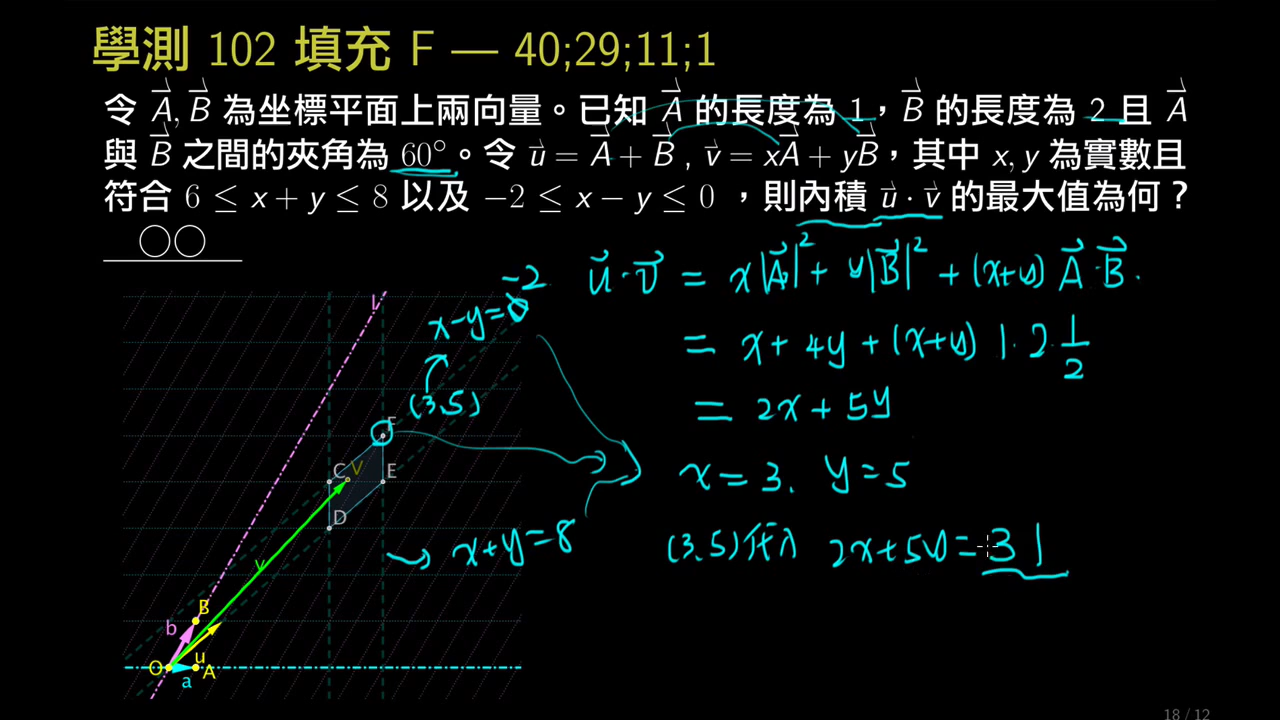 學測 102 填充 F — 40;29;11;1
令 A⃗, B⃗ 為坐標平面上兩向量。已知 A⃗ 的長度為 1，B⃗ 的長度為 2 且 A⃗
與 B⃗ 之間的夾角為 60°。令 u⃗ = A⃗ + B⃗ , v⃗ = xA⃗ + yB⃗，其中 x, y 為實數且
符合 6 ≤ x + y ≤ 8 以及 −2 ≤ x − y ≤ 0 ，則內積 u⃗ · v⃗ 的最大值為何？
○○
u⃗ · v⃗ = x|A⃗|² + y|B⃗|² + (x+y) A⃗ · B⃗ .
= x + 4y + (x+y) 1 · 2 · 1/2
= 2x + 5y
x = 3. y = 5
(3.5)代入 2x+5y = 31
-2
x-y=0
(3.5)
x+y=8
l
F
C
V
E
D
v
B
b
u
O
A
a
18 / 12